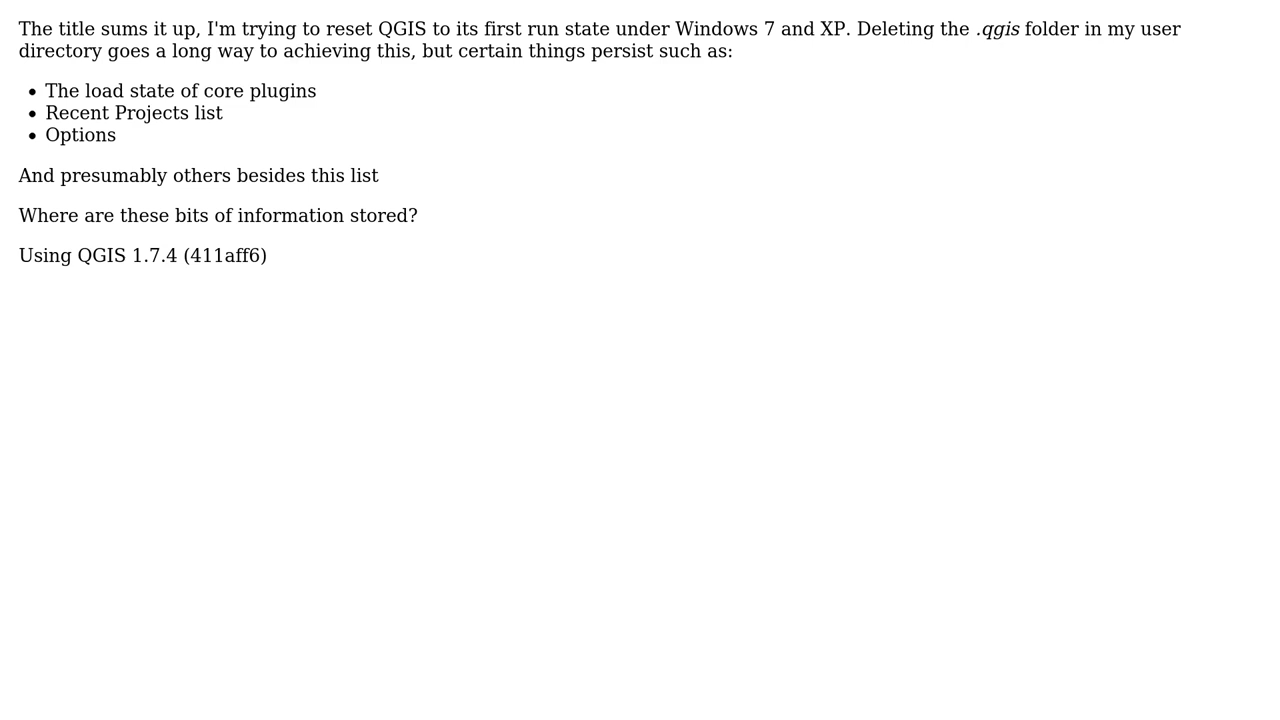 The title sums it up, I'm trying to reset QGIS to its first run state under Windows 7 and XP. Deleting the .qgis folder in my user
directory goes a long way to achieving this, but certain things persist such as:
• The load state of core plugins
• Recent Projects list
• Options
And presumably others besides this list
Where are these bits of information stored?
Using QGIS 1.7.4 (411aff6)